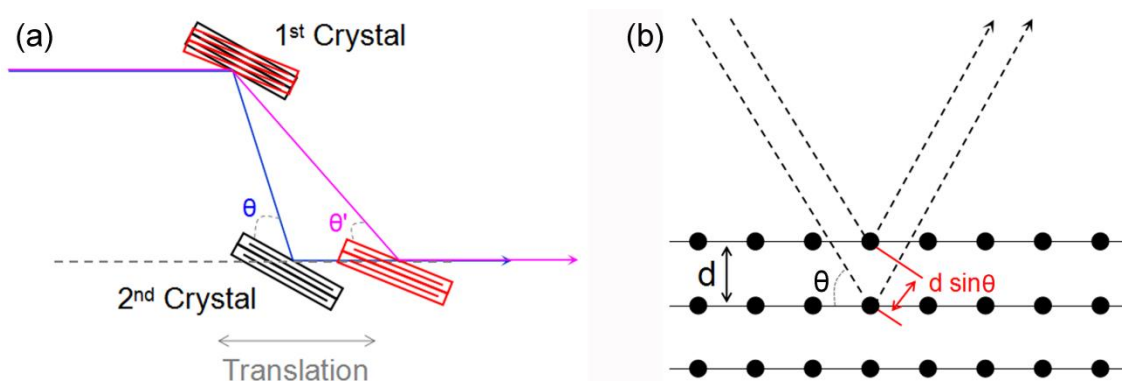 (a)
1st Crystal
θ
θ'
2nd Crystal
Translation
(b)
d
θ
d sinθ